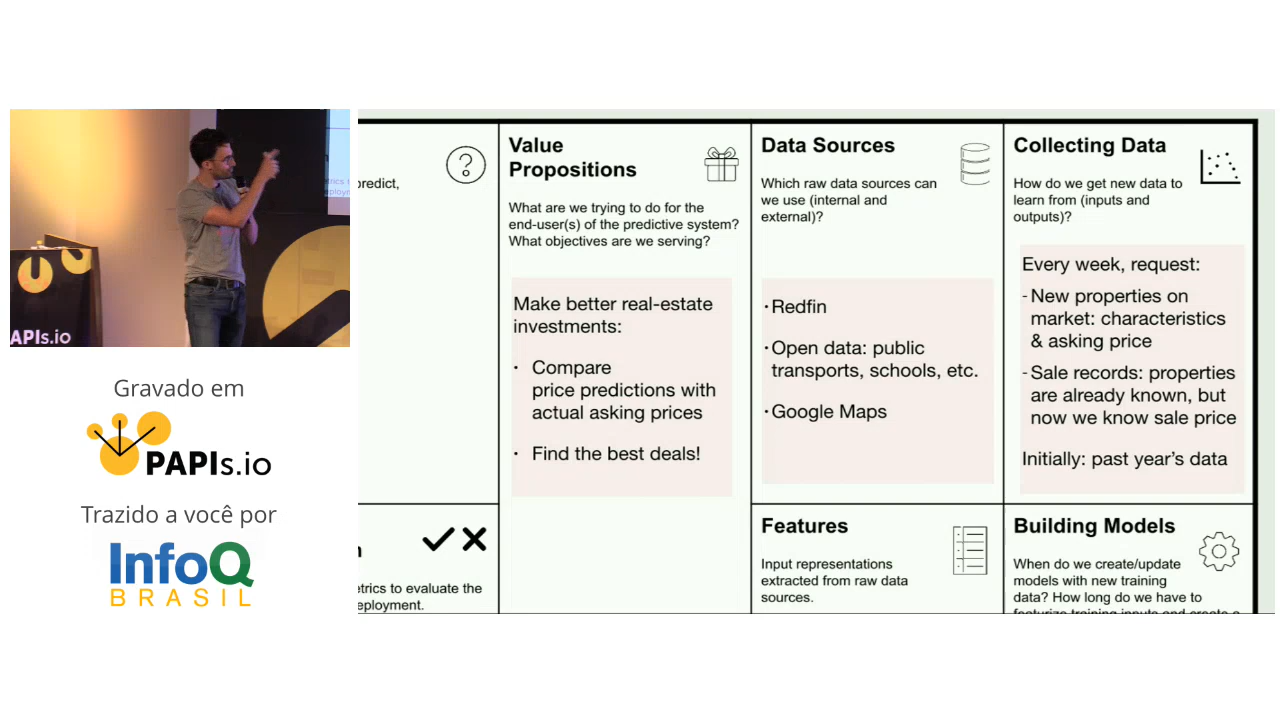 APIs.io
Gravado em
PAPIs.io
Trazido a você por
InfoQ
BRASIL
redict,
Value
Propositions
What are we trying to do for the
end-user(s) of the predictive system?
What objectives are we serving?
Make better real-estate
investments:
· Compare
price predictions with
actual asking prices
· Find the best deals!
Data Sources
Which raw data sources can
we use (internal and
external)?
·Redfin
·Open data: public
transports, schools, etc.
·Google Maps
Collecting Data
How do we get new data to
learn from (inputs and
outputs)?
Every week, request:
- New properties on
market: characteristics
& asking price
- Sale records: properties
are already known, but
now we know sale price
Initially: past year's data
etrics to evaluate the
eployment.
Features
Input representations
extracted from raw data
sources.
Building Models
When do we create/update
models with new training
data? How long do we have to
featurize training inputs and create a